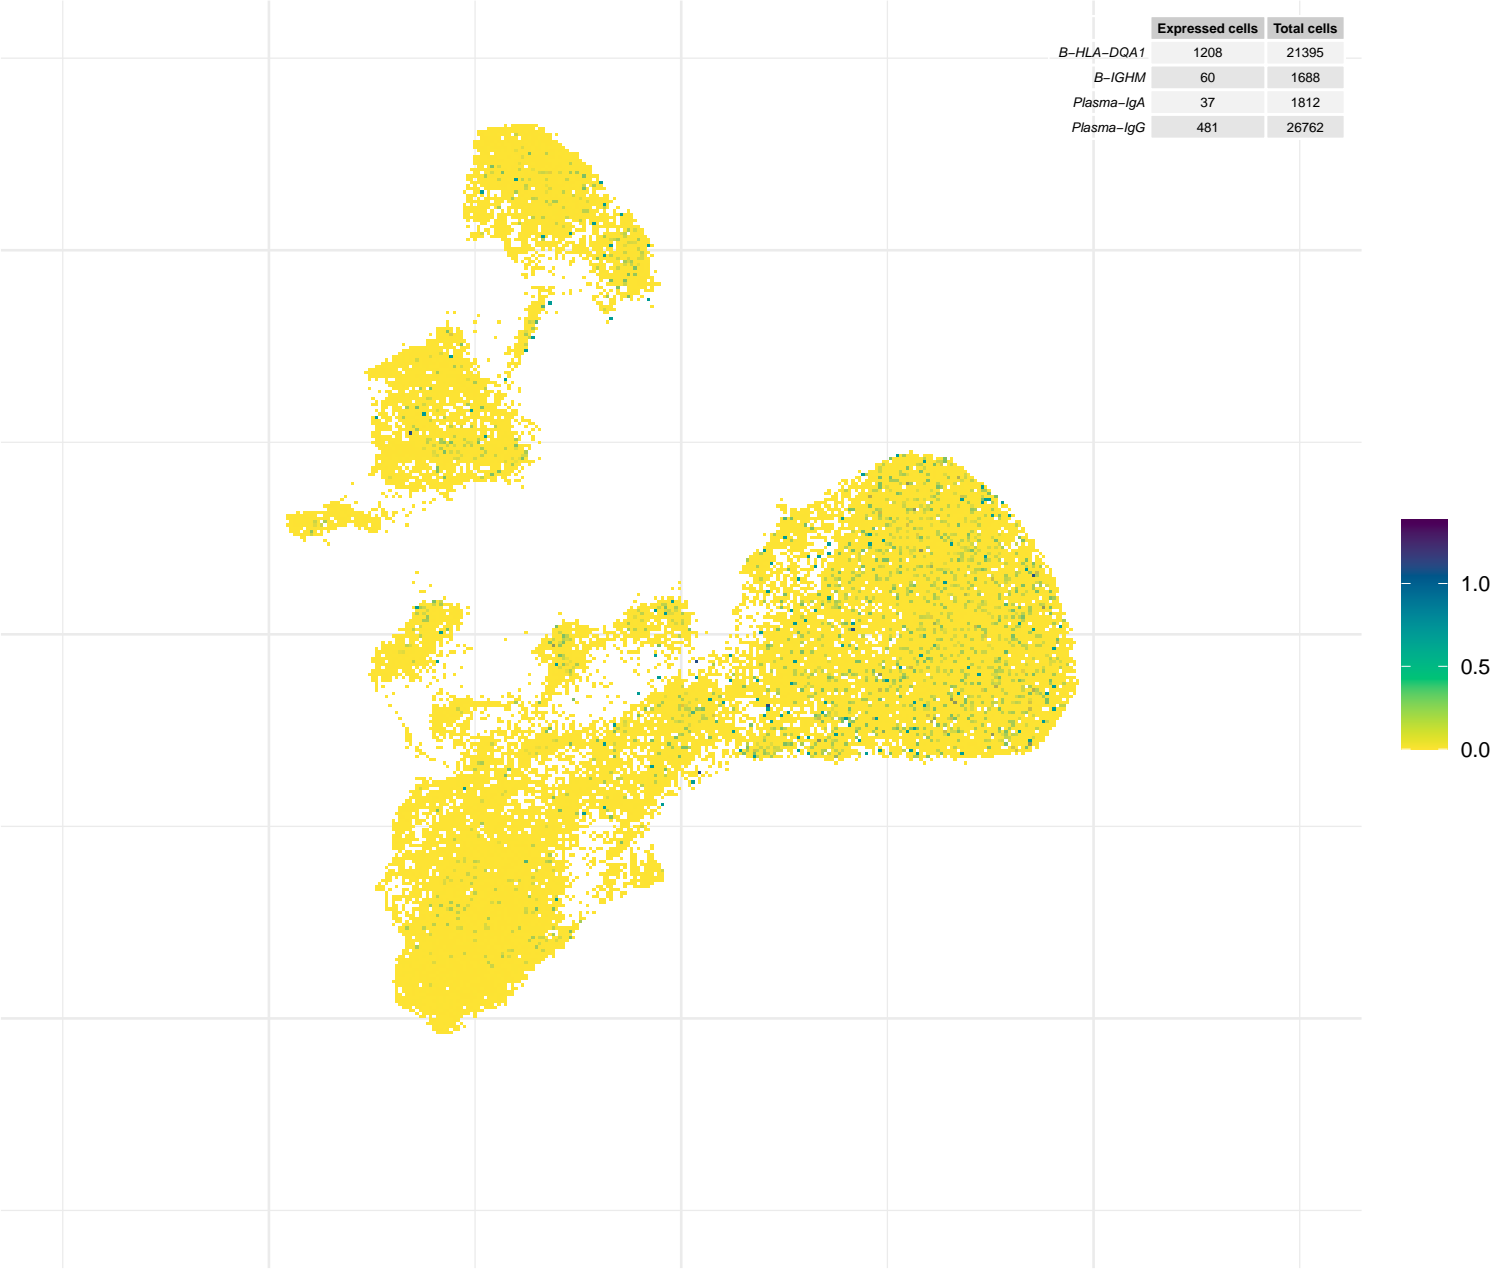 Expressed cells Total cells
B−HLA−DQA1 1208 21395
B−IGHM 60 1688
Plasma−IgA 37 1812
Plasma−IgG 481 26762
1.0
0.5
0.0